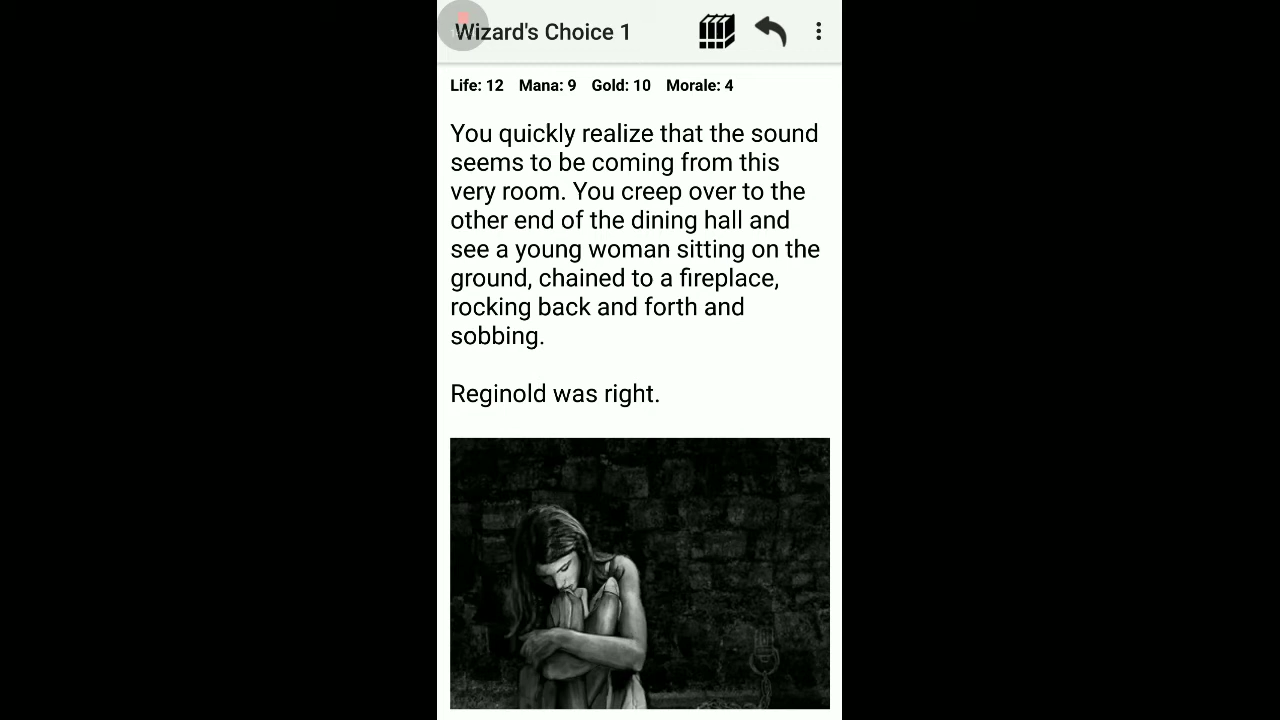 Wizard's Choice 1
Life: 12 Mana: 9 Gold: 10 Morale: 4
You quickly realize that the sound
seems to be coming from this
very room. You creep over to the
other end of the dining hall and
see a young woman sitting on the
ground, chained to a fireplace,
rocking back and forth and
sobbing.
Reginold was right.